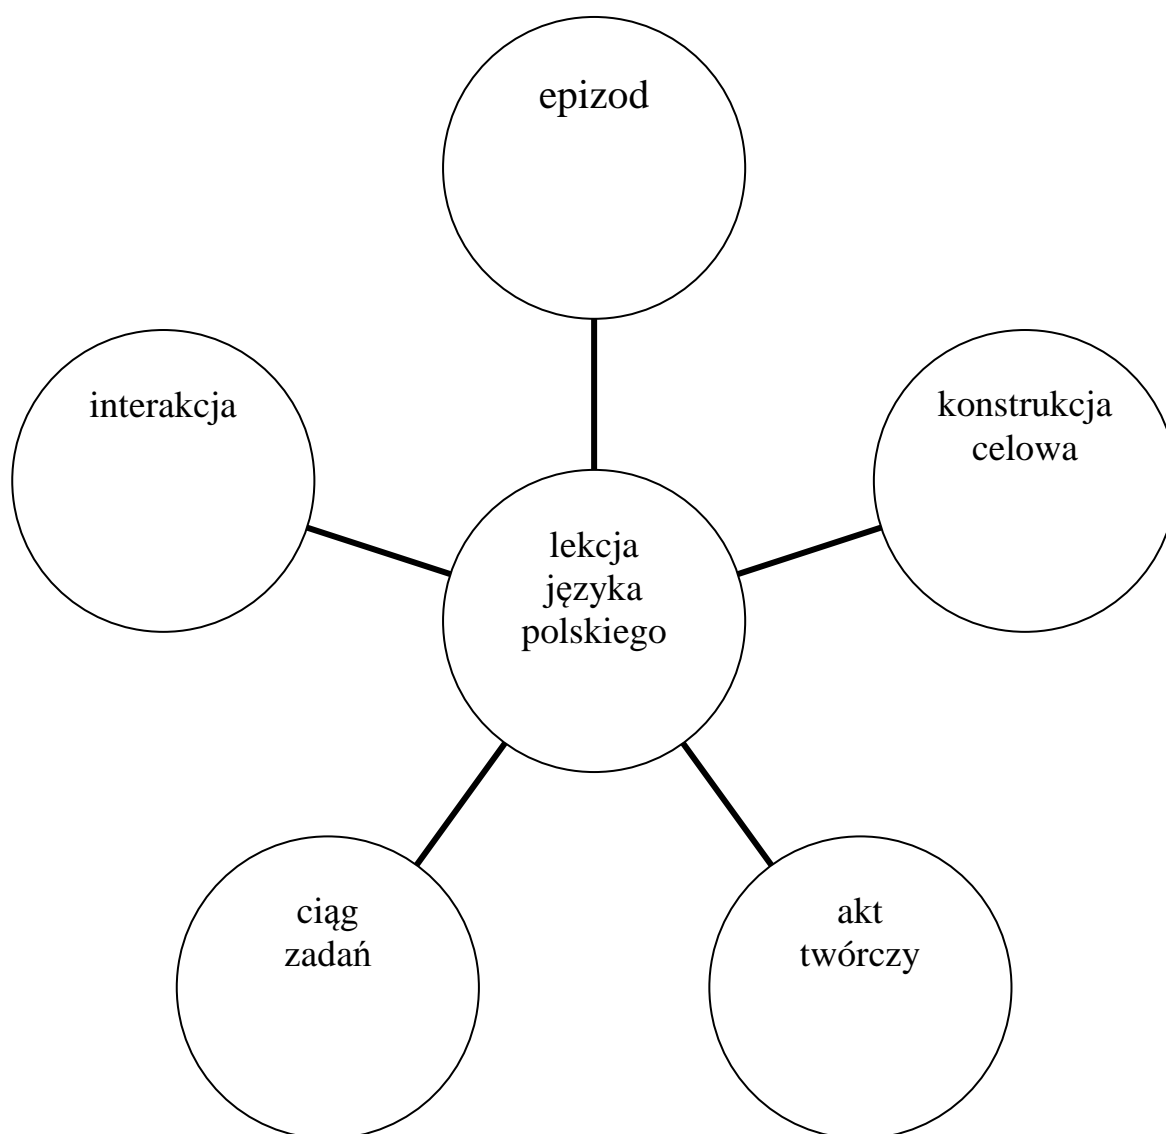 epizod
interakcja
konstrukcja
celowa
lekcja
języka
polskiego
ciąg
zadań
akt
twórczy